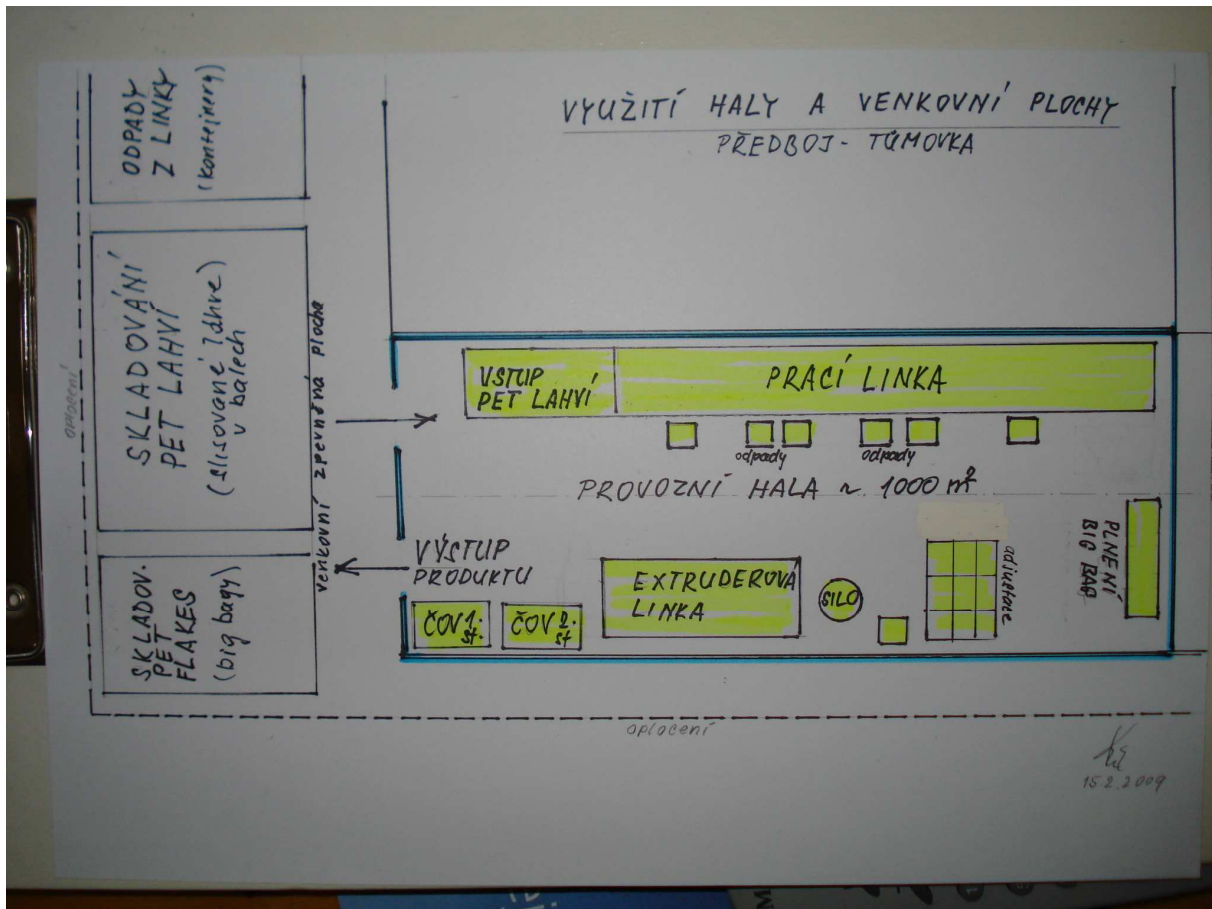 VYUŽITÍ HALY A VENKOVNÍ PLOCHY
PŘEDBOJ - TŮMOVKA
ODPADY
Z LINKY
(kontejnery)
SKLADOVÁNÍ
PET LAHVÍ
(slisované láhve
v balech
SKLADOV.
PET
FLAKES
(big bagy)
oplocení
venkovní zpevněná plocha
VSTUP
PET LAHVÍ
PRACÍ LINKA
odpady
odpady
PROVOZNÍ HALA ~ 1000 m²
VÝSTUP
PRODUKTU
ČOV 1.
st.
ČOV 2.
st
EXTRUDEROVÁ
LINKA
SILO
adjustace
PLNĚNÍ
BIG BAG
oplocení
15.2.2009